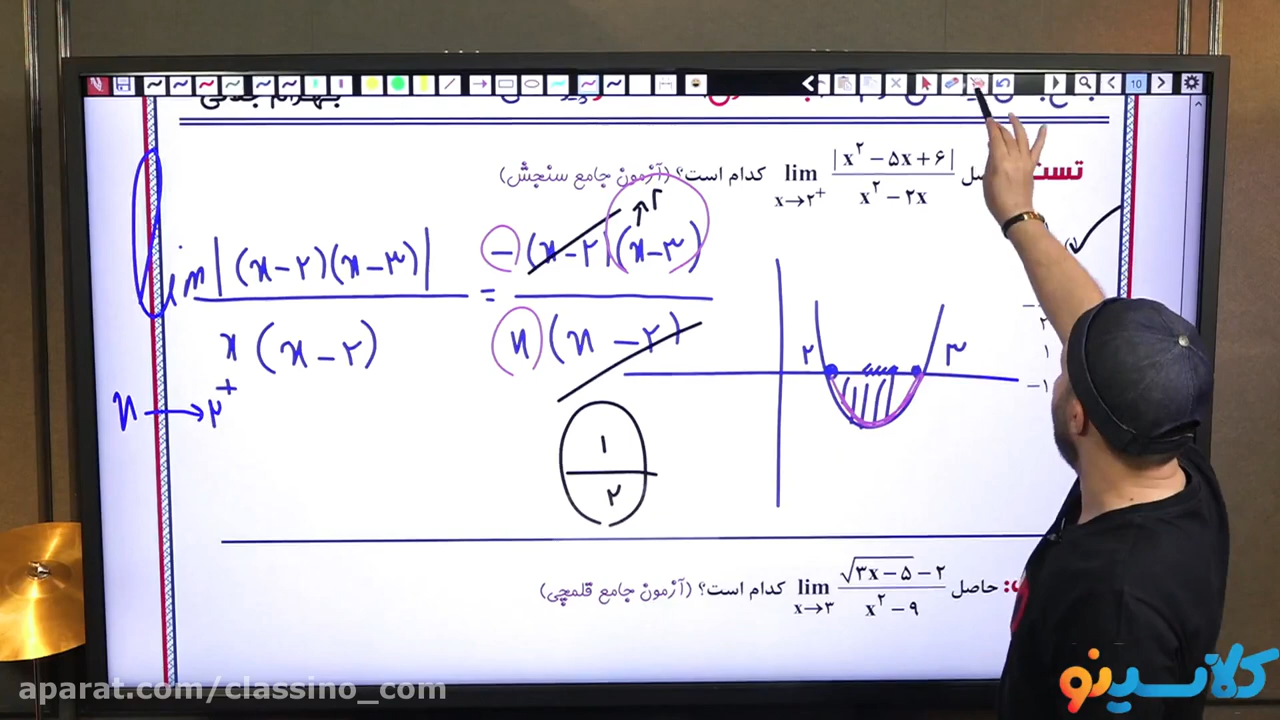 10
تست
حاصل lim x→۲⁺ |x² − ۵x + ۶| / x² − ۲x کدام است؟ (آزمون جامع سنجش)
lim |(x−۲)(x−۳)| / x(x−۲) = −(x−۲)(x−۳) / x(x−۲)
x → ۲⁺
۲ ۳
۱/۲
حاصل lim x→۳ √۳x − ۵ − ۲ / x² − ۹ کدام است؟ (آزمون جامع قلمچی)
aparat.com/classino_com
کلاسینو